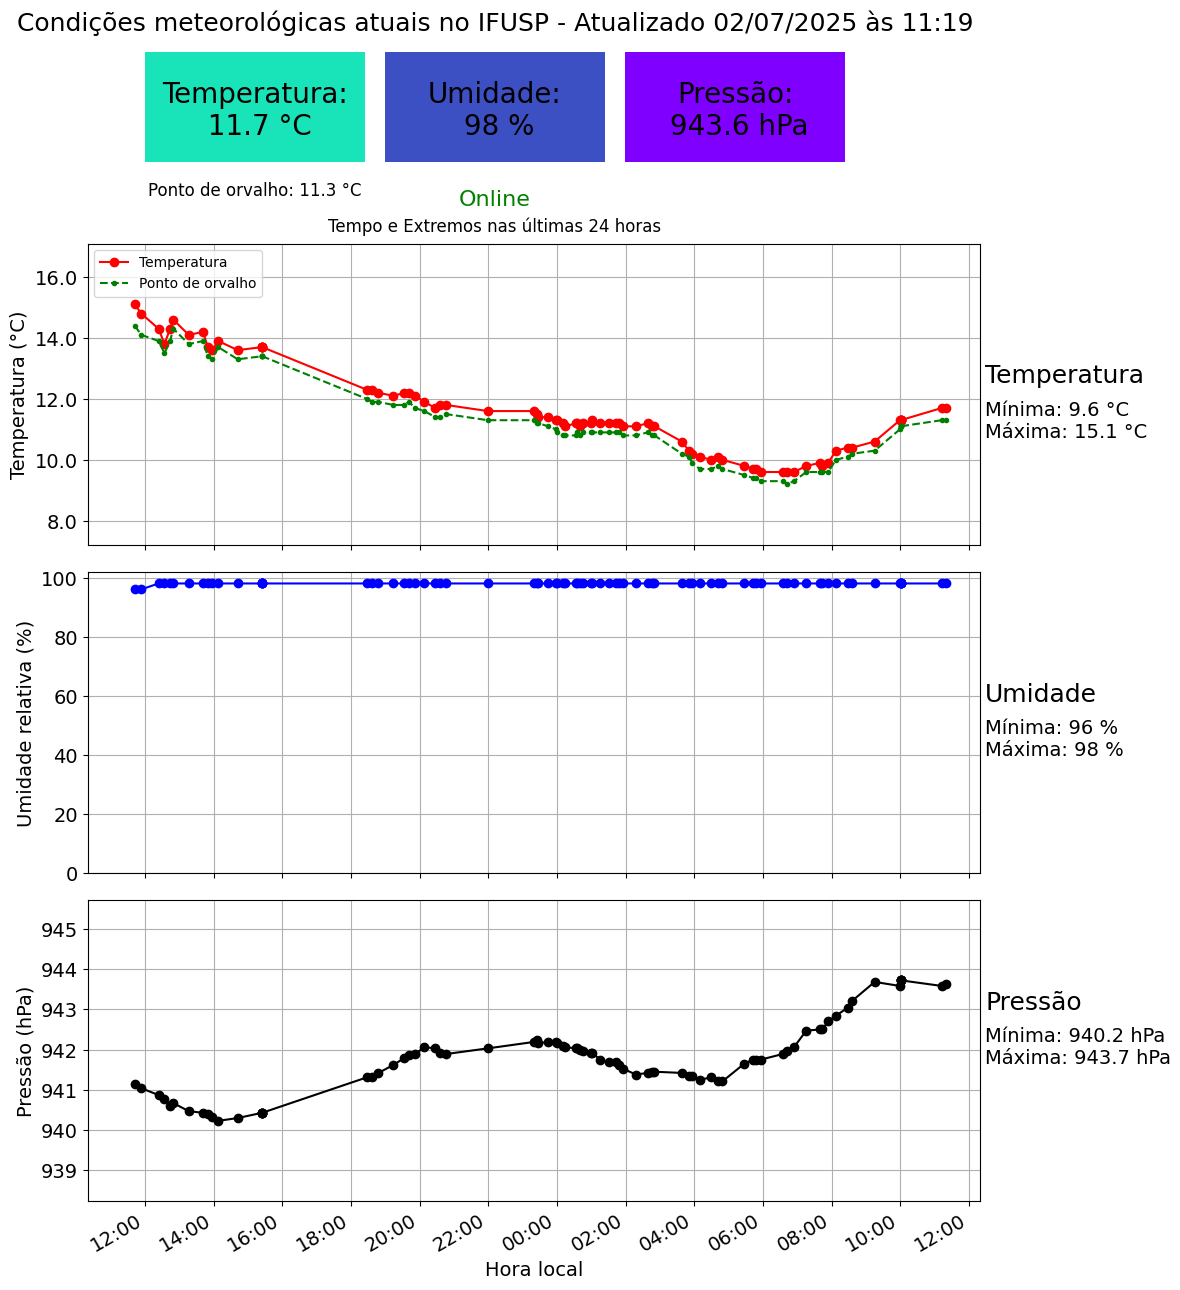 Condições meteorológicas atuais no IFUSP - Atualizado 02/07/2025 às 11:19
Temperatura:
11.7 °C
Umidade:
98 %
Pressão:
943.6 hPa
Ponto de orvalho: 11.3 °C
Online
Tempo e Extremos nas últimas 24 horas
Temperatura
Ponto de orvalho
Temperatura (°C)
16.0
14.0
12.0
10.0
8.0
Temperatura
Mínima: 9.6 °C
Máxima: 15.1 °C
Umidade relativa (%)
100
80
60
40
20
0
Umidade
Mínima: 96 %
Máxima: 98 %
Pressão (hPa)
945
944
943
942
941
940
939
Pressão
Mínima: 940.2 hPa
Máxima: 943.7 hPa
12:00
14:00
16:00
18:00
20:00
22:00
00:00
02:00
04:00
06:00
08:00
10:00
12:00
Hora local